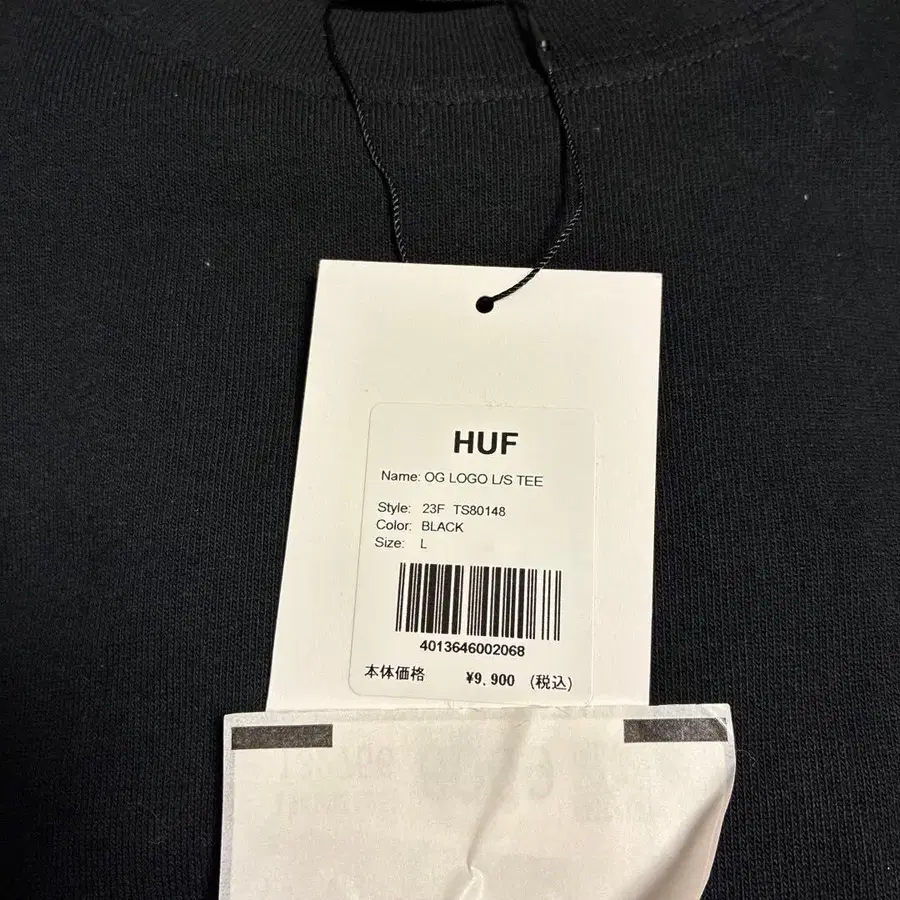 HUF
Name: OG LOGO L/S TEE
Style: 23F TS80148
Color: BLACK
Size: L
4013646002068
本体価格 ¥9,900 (税込)